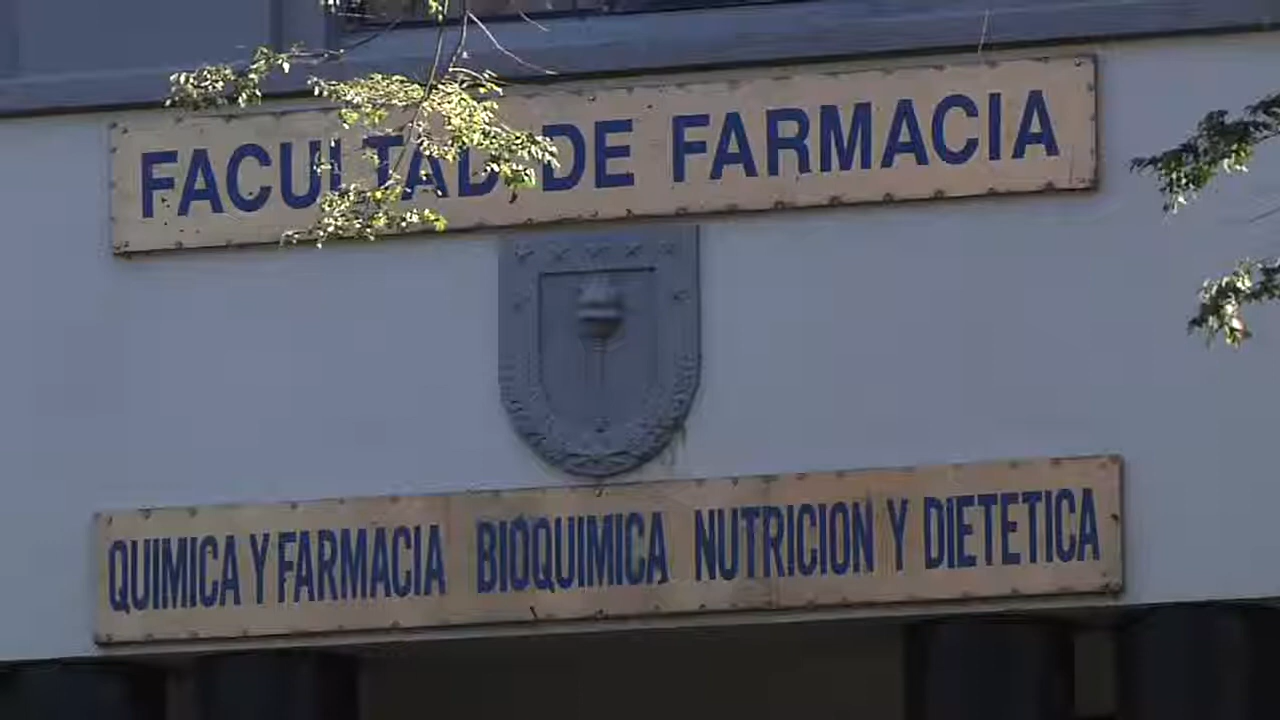 FACULTAD DE FARMACIA
QUIMICA Y FARMACIA BIOQUIMICA NUTRICION Y DIETETICA